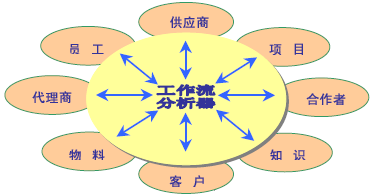 供应商
员 工
项 目
代理商
工作流
分析器
合作者
物 料
知 识
客 户